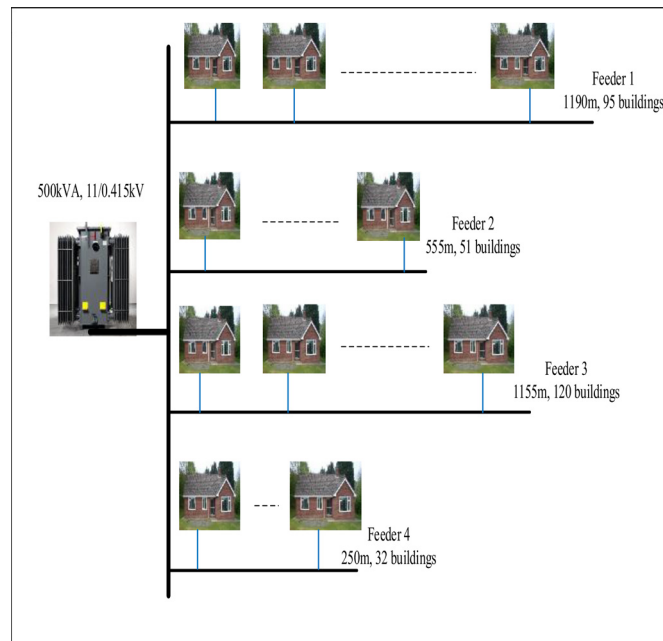 Feeder 1
1190m, 95 buildings
500kVA, 11/0.415kV
Feeder 2
555m, 51 buildings
Feeder 3
1155m, 120 buildings
Feeder 4
250m, 32 buildings